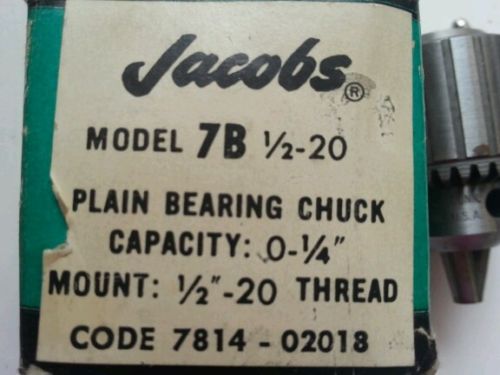 Jacobs®
MODEL 7B 1/2-20
PLAIN BEARING CHUCK
CAPACITY: 0-1/4"
MOUNT: 1/2"-20 THREAD
CODE 7814-02018
U.S.A.